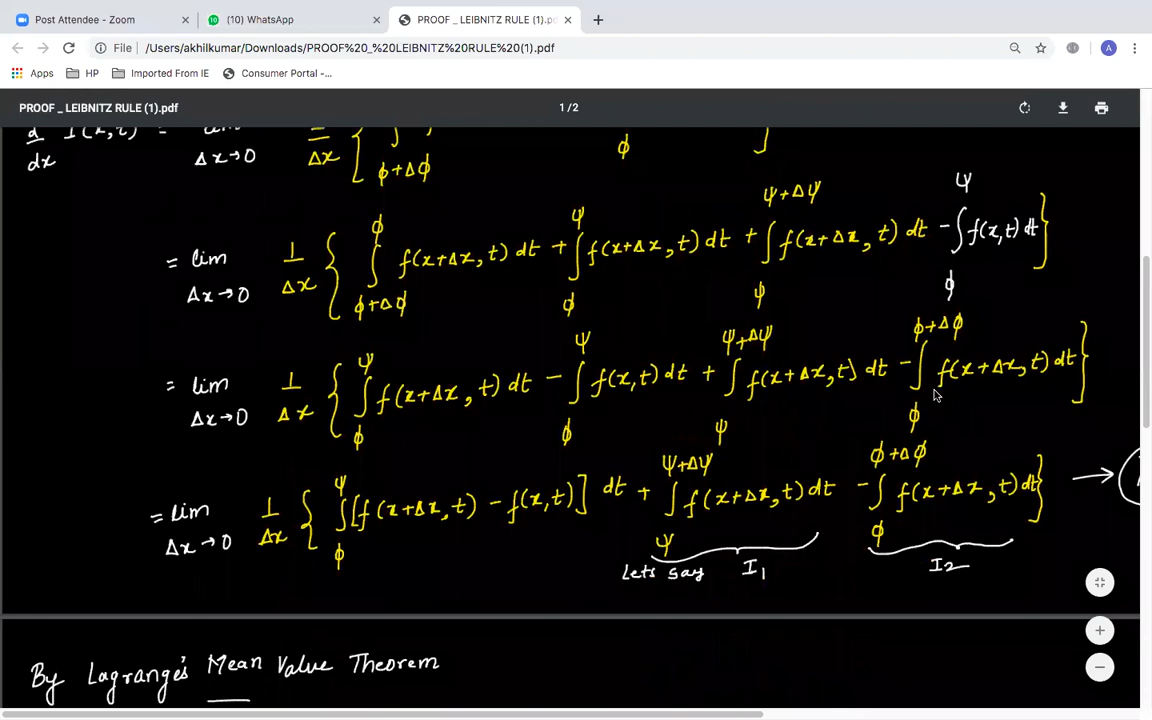 Post Attendee - Zoom × (10) WhatsApp × PROOF _ LEIBNITZ RULE (1).pd × +
File /Users/akhilkumar/Downloads/PROOF%20_%20LEIBNITZ%20RULE%20(1).pdf A
Apps HP Imported From IE Consumer Portal -...
PROOF _ LEIBNITZ RULE (1).pdf 1 / 2
d/dx I(x,t) = lim Δx→0 1/Δx { ∫ φ+Δφ φ
= lim Δx→0 1/Δx { ∫_{φ+Δφ}^{φ} f(x+Δx, t) dt + ∫_{φ}^{ψ} f(x+Δx, t) dt + ∫_{ψ}^{ψ+Δψ} f(x+Δx, t) dt - ∫_{φ}^{ψ} f(x,t) dt }
= lim Δx→0 1/Δx { ∫_{φ}^{ψ} f(x+Δx, t) dt - ∫_{φ}^{ψ} f(x,t) dt + ∫_{ψ}^{ψ+Δψ} f(x+Δx,t) dt - ∫_{φ}^{φ+Δφ} f(x+Δx,t) dt }
= lim Δx→0 1/Δx { ∫_{φ}^{ψ} [f(x+Δx,t) - f(x,t)] dt + ∫_{ψ}^{ψ+Δψ} f(x+Δx,t) dt - ∫_{φ}^{φ+Δφ} f(x+Δx,t) dt } →
Lets say I1 I2
By Lagrange's Mean Value Theorem